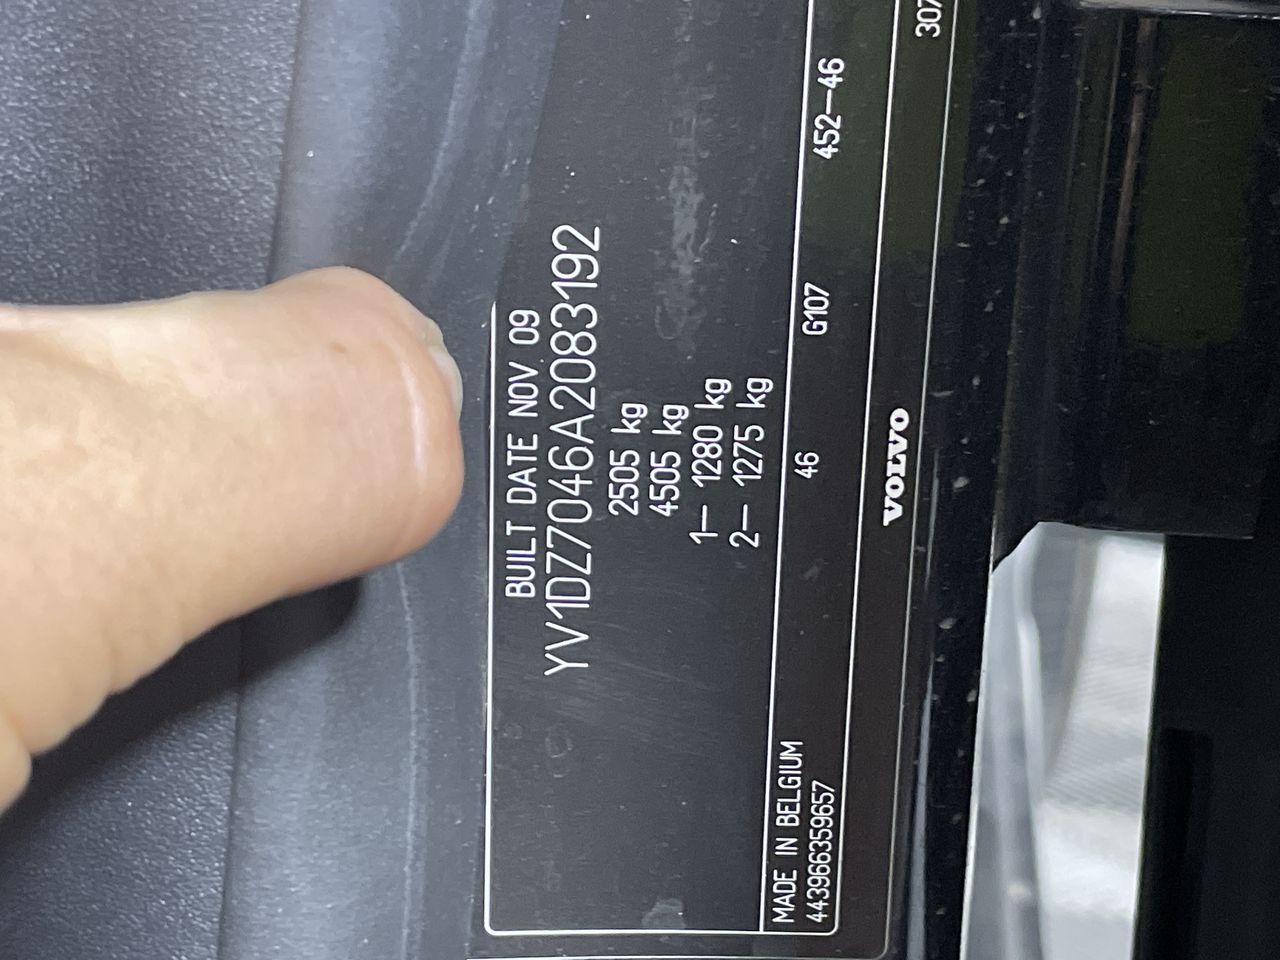 BUILT DATE NOV 09
YV1DZ7046A2083192
2505 kg
4505 kg
1– 1280 kg
2– 1275 kg
MADE IN BELGIUM 46 G107 452–46
443966359657
VOLVO 307